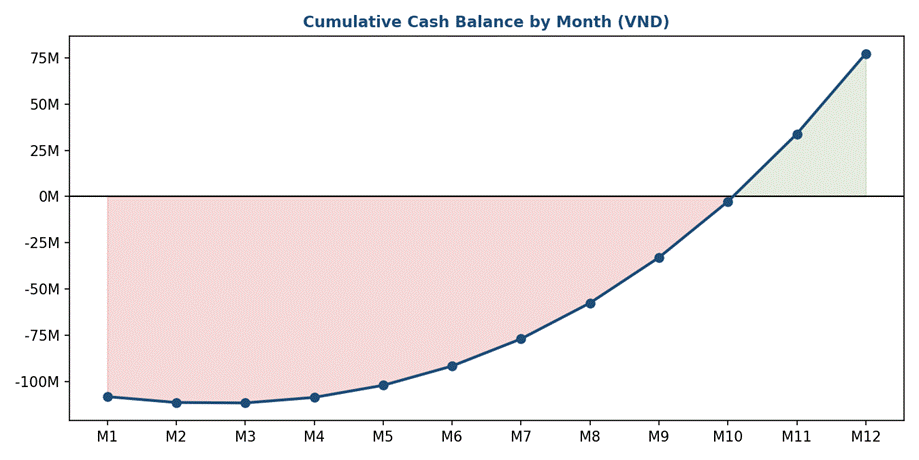 Cumulative Cash Balance by Month (VND)
75M
50M
25M
0M
-25M
-50M
-75M
-100M
M1 M2 M3 M4 M5 M6 M7 M8 M9 M10 M11 M12